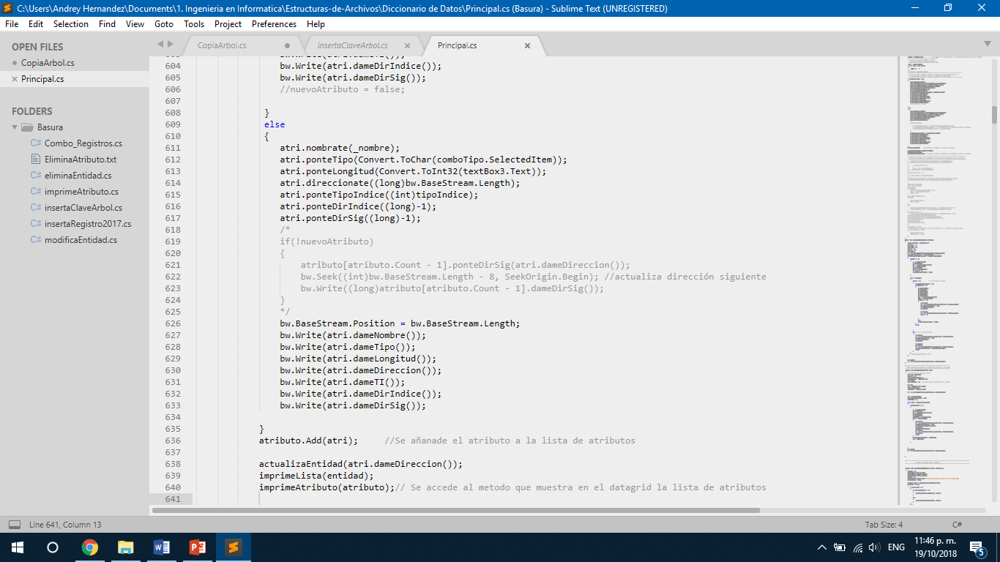 C:\Users\Andrey Hernandez\Documents\1. Ingenieria en Informatica\Estructuras-de-Archivos\Diccionario de Datos\Principal.cs (Basura) - Sublime Text (UNREGISTERED)
File Edit Selection Find View Goto Tools Project Preferences Help
OPEN FILES
CopiaArbol.cs
Principal.cs
FOLDERS
Basura
C# Combo_Registros.cs
EliminaAtributo.txt
C# eliminaEntidad.cs
C# imprimeAtributo.cs
C# insertaClaveArbol.cs
C# insertaRegistro2017.cs
C# modificaEntidad.cs
CopiaArbol.cs insertaClaveArbol.cs Principal.cs
604 bw.Write(atri.dameDirIndice());
605 bw.Write(atri.dameDirSig());
606 //nuevoAtributo = false;
607
608 }
609 else
610 {
611 atri.nombrate(_nombre);
612 atri.ponteTipo(Convert.ToChar(comboTipo.SelectedItem));
613 atri.ponteLongitud(Convert.ToInt32(textBox3.Text));
614 atri.direccionate((long)bw.BaseStream.Length);
615 atri.ponteTipoIndice((int)tipoIndice);
616 atri.ponteDirIndice((long)-1);
617 atri.ponteDirSig((long)-1);
618 /*
619 if(!nuevoAtributo)
620 {
621 atributo[atributo.Count - 1].ponteDirSig(atri.dameDireccion());
622 bw.Seek((int)bw.BaseStream.Length - 8, SeekOrigin.Begin); //actualiza dirección siguiente
623 bw.Write((long)atributo[atributo.Count - 1].dameDirSig());
624 }
625 */
626 bw.BaseStream.Position = bw.BaseStream.Length;
627 bw.Write(atri.dameNombre());
628 bw.Write(atri.dameTipo());
629 bw.Write(atri.dameLongitud());
630 bw.Write(atri.dameDireccion());
631 bw.Write(atri.dameTI());
632 bw.Write(atri.dameDirIndice());
633 bw.Write(atri.dameDirSig());
634
635 }
636 atributo.Add(atri); //Se añanade el atributo a la lista de atributos
637
638 actualizaEntidad(atri.dameDireccion());
639 imprimeLista(entidad);
640 imprimeAtributo(atributo);// Se accede al metodo que muestra en el datagrid la lista de atributos
641
Line 641, Column 13 Tab Size: 4 C#
ENG 11:46 p. m.
19/10/2018
5